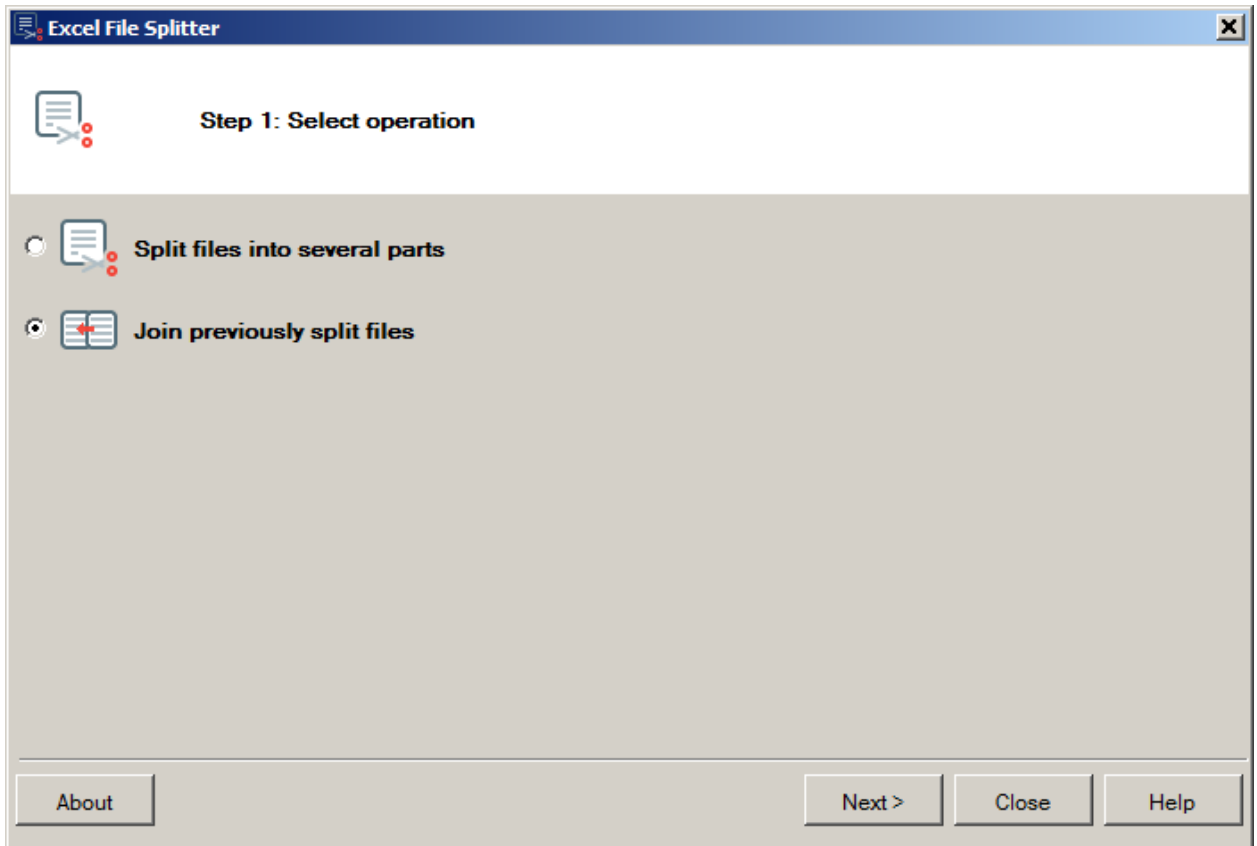 Excel File Splitter
Step 1: Select operation
Split files into several parts
Join previously split files
About
Next >
Close
Help